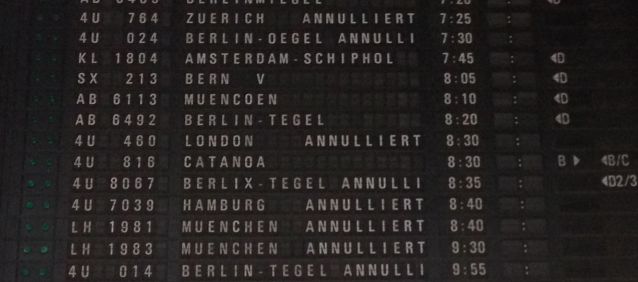 4U 764 ZUERICH ANNULLIERT 7:25
4U 024 BERLIN-OEGEL ANNULLI 7:30 :
KL 1804 AMSTERDAM-SCHIPHOL 7:45 : ◀D
SX 213 BERN V 8:05 : ◀D
AB 6113 MUENCOEN 8:10 : ◀D
AB 6492 BERLIN-TEGEL 8:20 : ◀D
4U 460 LONDON ANNULLIERT 8:30 :
4U 816 CATANOA 8:30 : B ▶ ◀B/C
4U 8067 BERLIX-TEGEL ANNULLI 8:35 : ◀D2/3
4U 7039 HAMBURG ANNULLIERT 8:40 :
LH 1981 MUENCHEN ANNULLIERT 8:40 :
LH 1983 MUENCHEN ANNULLIERT 9:30 :
4U 014 BERLIN-TEGEL ANNULLI 9:55 :